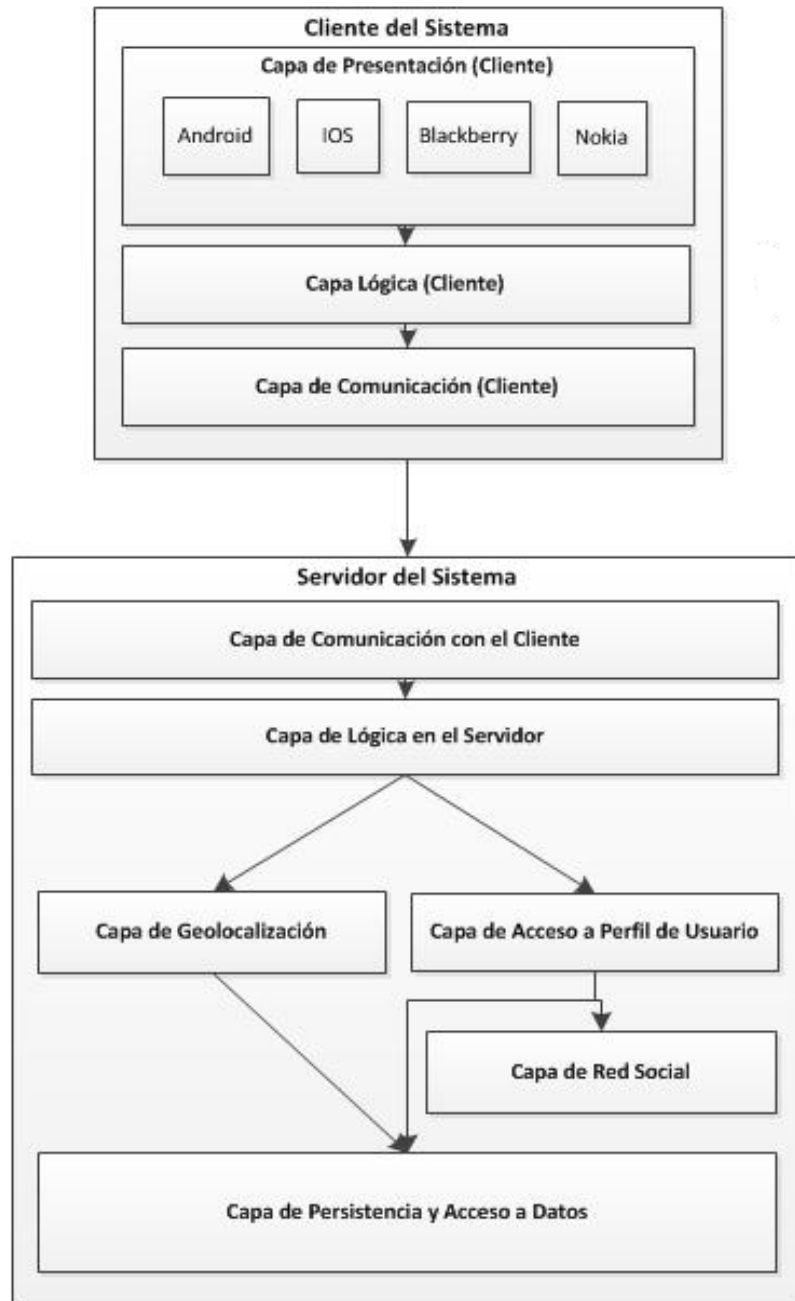 Cliente del Sistema
Capa de Presentación (Cliente)
Android
IOS
Blackberry
Nokia
Capa Lógica (Cliente)
Capa de Comunicación (Cliente)
Servidor del Sistema
Capa de Comunicación con el Cliente
Capa de Lógica en el Servidor
Capa de Geolocalización
Capa de Acceso a Perfil de Usuario
Capa de Red Social
Capa de Persistencia y Acceso a Datos